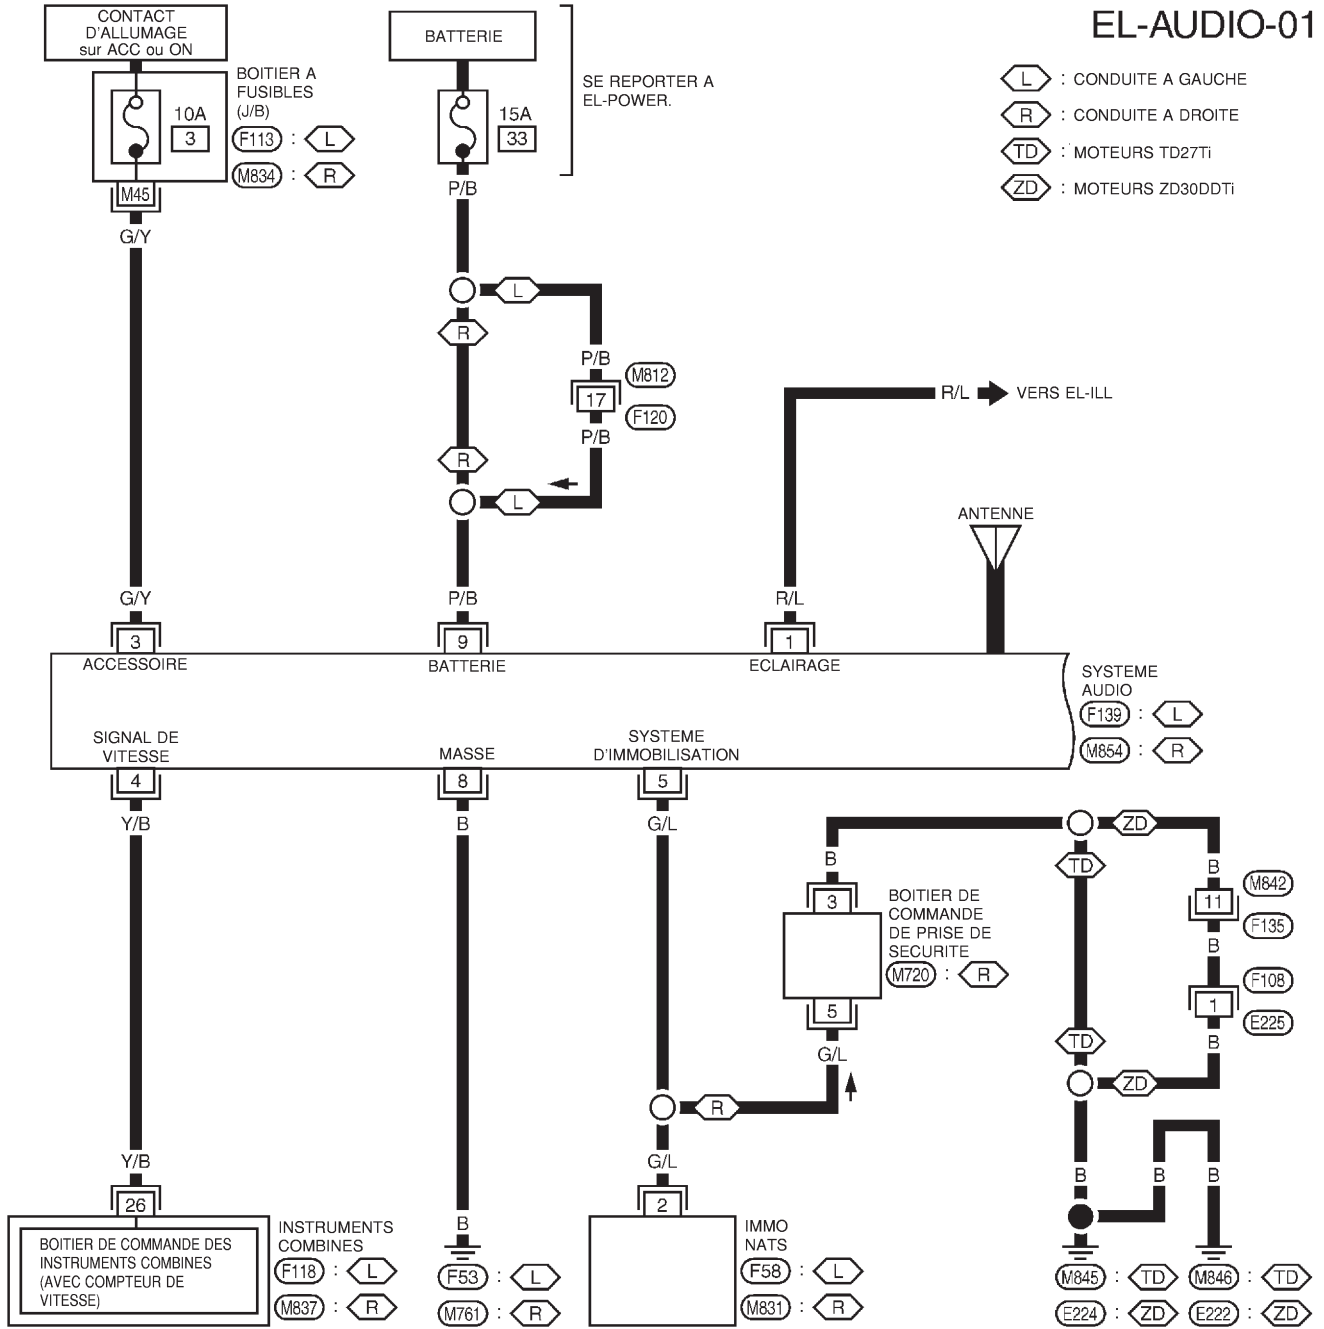 EL-AUDIO-01
CONTACT
D'ALLUMAGE
sur ACC ou ON
BATTERIE
BOITIER A
FUSIBLES
(J/B)
10A
3
F113 : L
M834 : R
M45
G/Y
15A
33
SE REPORTER A
EL-POWER.
P/B
L : CONDUITE A GAUCHE
R : CONDUITE A DROITE
TD : MOTEURS TD27Ti
ZD : MOTEURS ZD30DDTi
L
R
P/B
M812
17
F120
P/B
R
L
R/L
VERS EL-ILL
ANTENNE
G/Y
P/B
R/L
3
9
1
ACCESSOIRE
BATTERIE
ECLAIRAGE
SYSTEME
AUDIO
F139 : L
M854 : R
SIGNAL DE
VITESSE
MASSE
SYSTEME
D'IMMOBILISATION
4
8
5
Y/B
B
G/L
ZD
TD
B
B
3
BOITIER DE
COMMANDE
DE PRISE DE
SECURITE
M720 : R
5
G/L
M842
11
F135
B
F108
1
E225
B
TD
ZD
R
Y/B
G/L
B
B
B
26
B
2
INSTRUMENTS
COMBINES
F118 : L
M837 : R
BOITIER DE COMMANDE DES
INSTRUMENTS COMBINES
(AVEC COMPTEUR DE
VITESSE)
F53 : L
M761 : R
IMMO
NATS
F58 : L
M831 : R
M845 : TD
M846 : TD
E224 : ZD
E222 : ZD